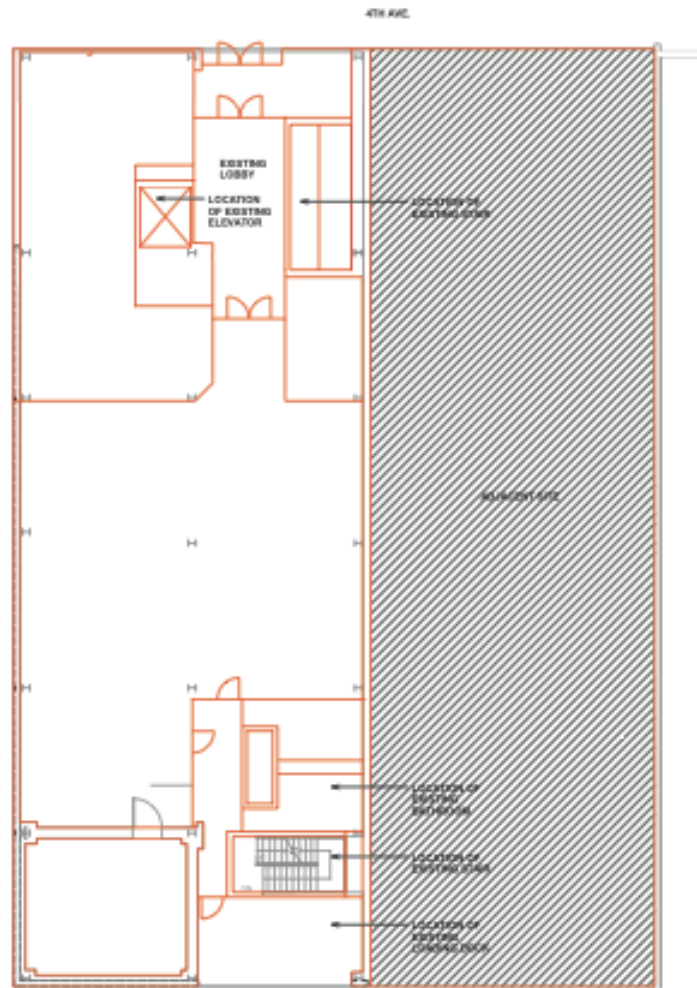 4TH AVE.
EXISTING
LOBBY
LOCATION
OF EXISTING
ELEVATOR
LOCATION OF
EXISTING STAIR
ADJACENT SITE
LOCATION OF
EXISTING
BATHROOM
LOCATION OF
EXISTING STAIR
LOCATION OF
EXISTING
LOADING DOCK